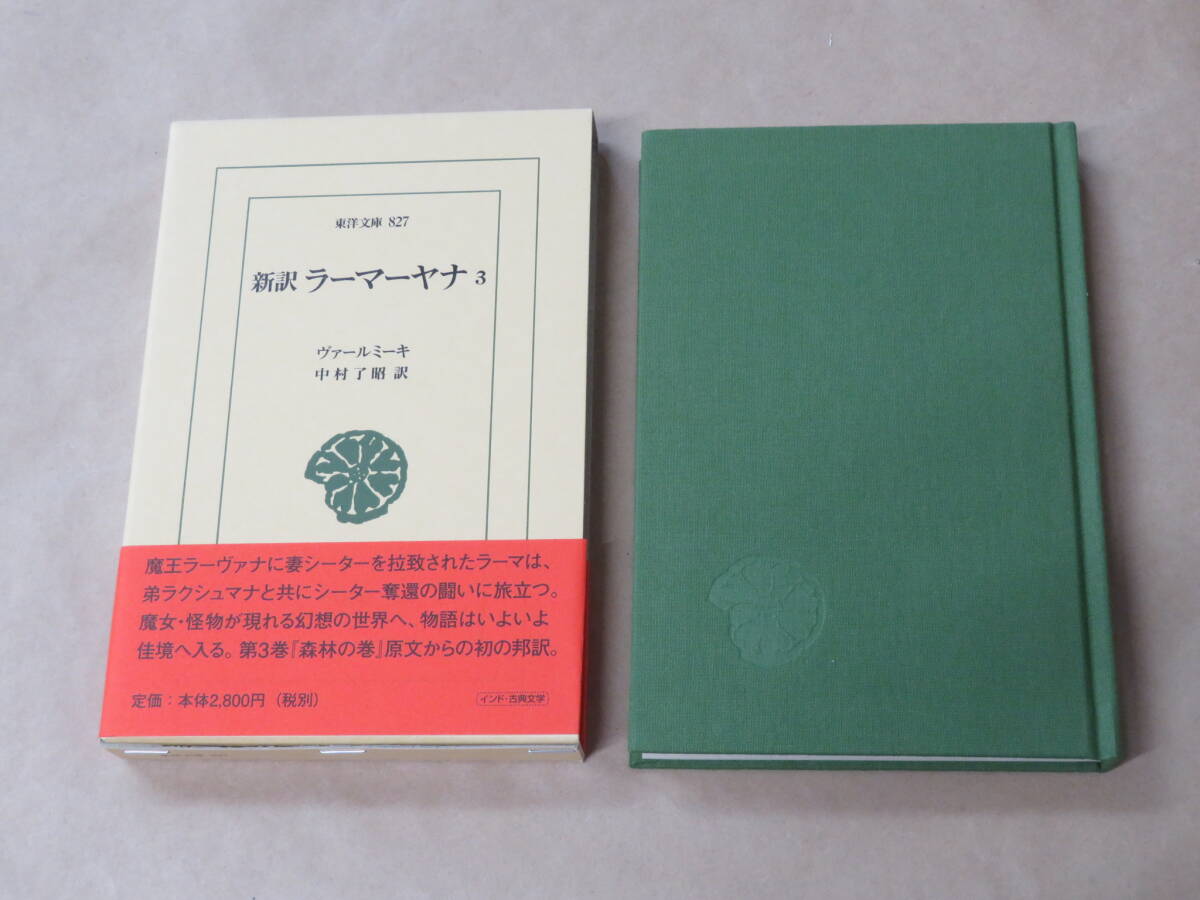 東洋文庫 827
新訳 ラーマーヤナ 3
ヴァールミーキ
中村了昭 訳
魔王ラーヴァナに妻シーターを拉致されたラーマは、
弟ラクシュマナと共にシーター奪還の闘いに旅立つ。
魔女・怪物が現れる幻想の世界へ、物語はいよいよ
佳境へ入る。第3巻『森林の巻』原文からの初の邦訳。
定価：本体2,800円（税別）
インド・古典文学